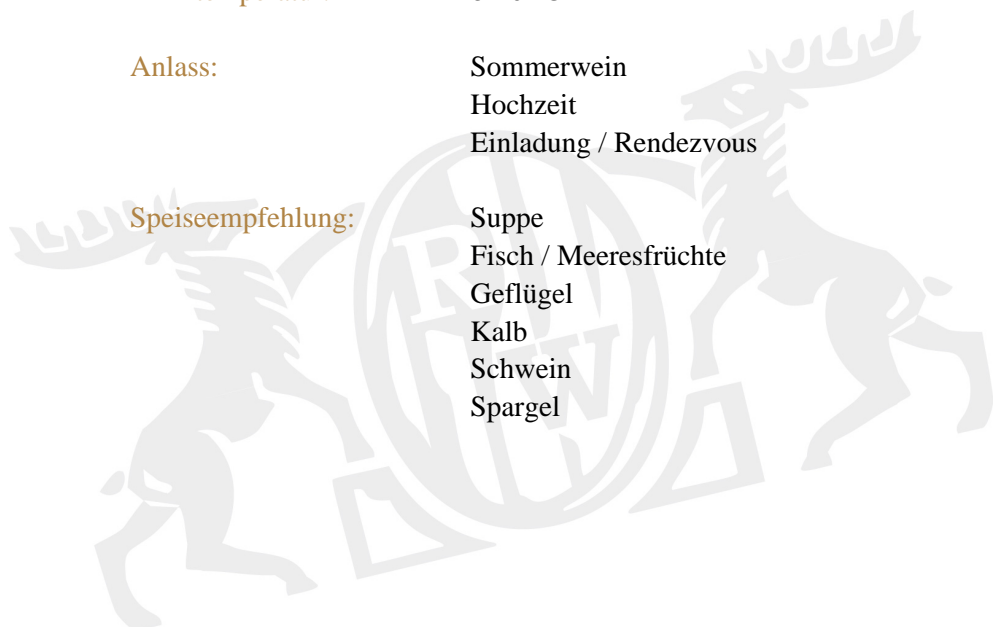 Anlass: Sommerwein
Hochzeit
Einladung / Rendezvous
Speiseempfehlung: Suppe
Fisch / Meeresfrüchte
Geflügel
Kalb
Schwein
Spargel
R W
W